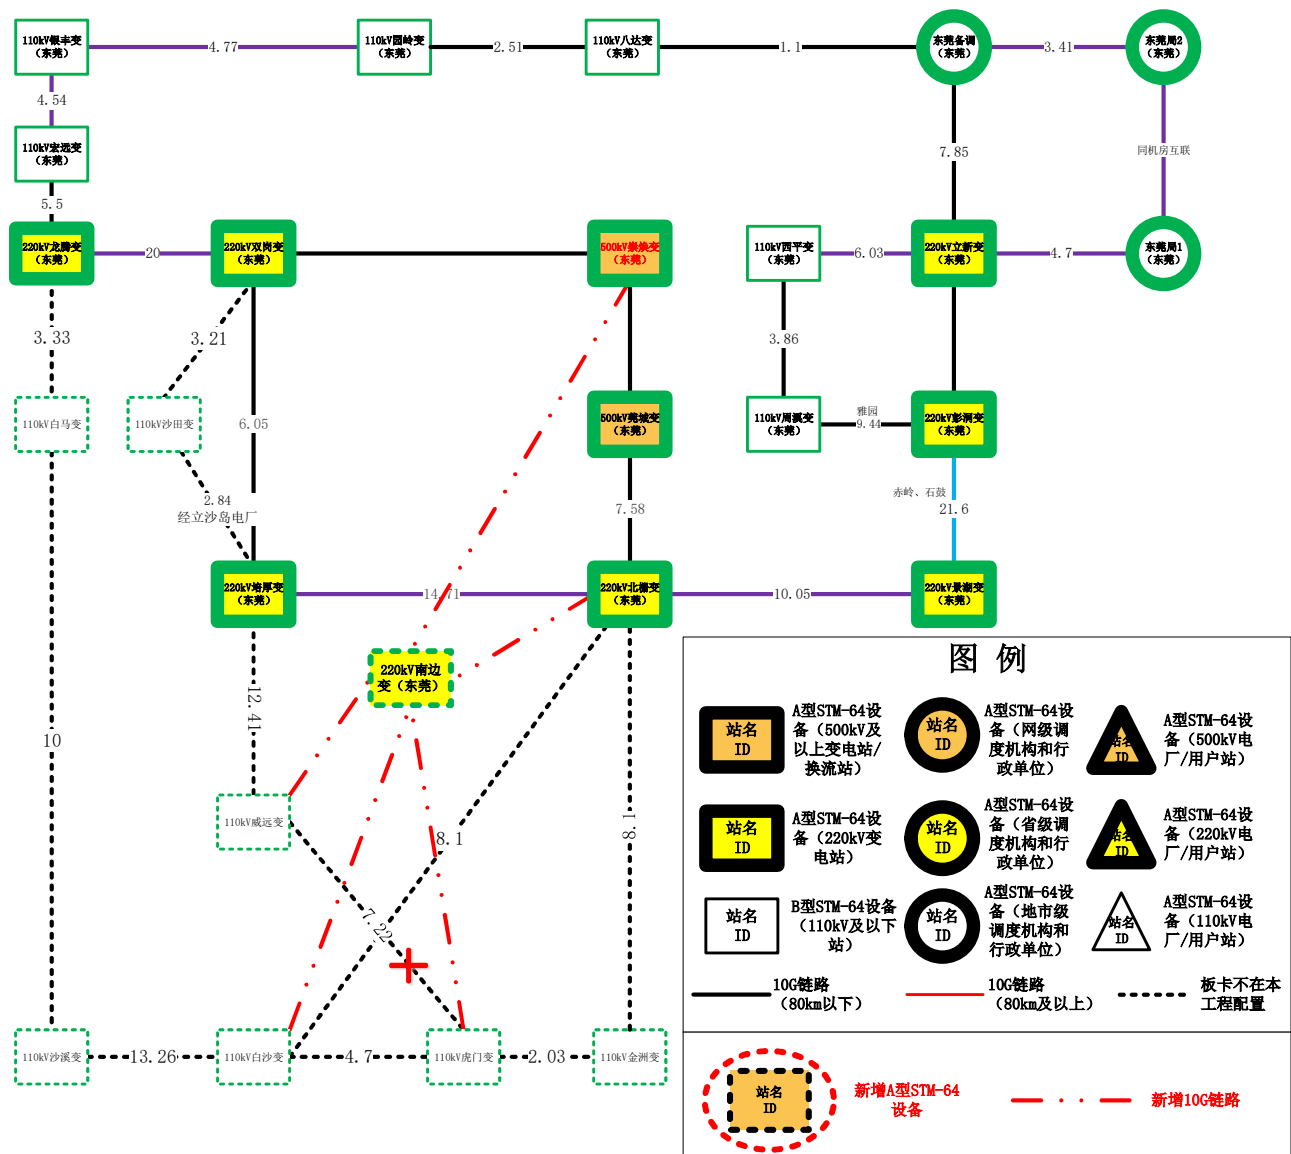 110kV银丰变
（东莞）
4.77
110kV园岭变
（东莞）
2.51
110kV八达变
（东莞）
1.1
东莞备调
（东莞）
3.41
东莞局2
（东莞）
4.54
110kV宏远变
（东莞）
7.85
同机房互联
5.5
220kV龙腾变
（东莞）
20
220kV双岗变
（东莞）
500kV崇焕变
（东莞）
110kV西平变
（东莞）
6.03
220kV立新变
（东莞）
4.7
东莞局1
（东莞）
3.33
3.21
3.86
110kV白马变
110kV沙田变
6.05
500kV莞城变
（东莞）
110kV周溪变
（东莞）
雅园
9.44
220kV彭洞变
（东莞）
2.84
经立沙岛电厂
7.58
赤岭、石鼓
21.6
220kV培厚变
（东莞）
14.71
220kV北栅变
（东莞）
10.05
220kV景湖变
（东莞）
220kV南边
变（东莞）
12.41
10
110kV威远变
8.1
8.1
7.22
110kV沙溪变
13.26
110kV白沙变
4.7
110kV虎门变
2.03
110kV金洲变
图 例
站名
ID
A型STM-64设
备（500kV及
以上变电站/
换流站）
站名
ID
A型STM-64设
备（网级调
度机构和行
政单位）
站名
ID
A型STM-64设
备（500kV电
厂/用户站）
站名
ID
A型STM-64设
备（220kV变
电站）
站名
ID
A型STM-64设
备（省级调
度机构和行
政单位）
站名
ID
A型STM-64设
备（220kV电
厂/用户站）
站名
ID
B型STM-64设备
（110kV及以下
站）
站名
ID
A型STM-64设
备（地市级
调度机构和
行政单位）
站名
ID
A型STM-64设
备（110kV电
厂/用户站）
10G链路
（80km以下）
10G链路
（80km及以上）
板卡不在本
工程配置
站名
ID
新增A型STM-64
设备
新增10G链路